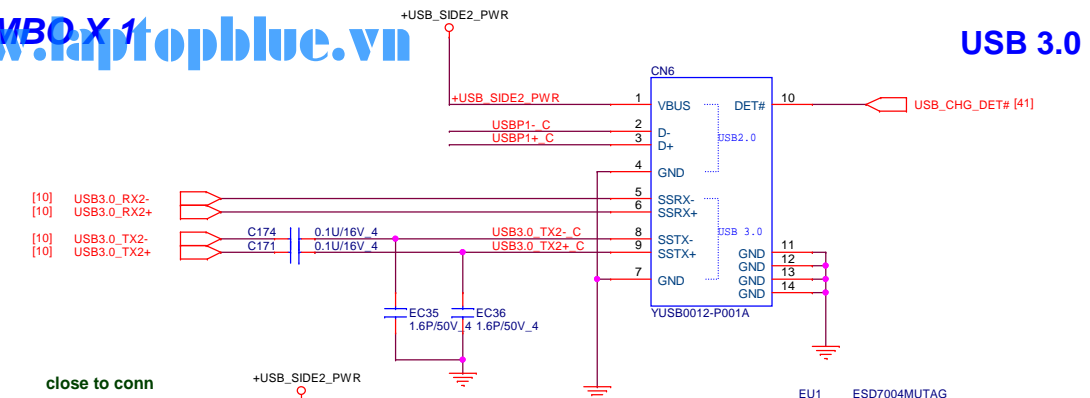 +USB_SIDE2_PWR
MBO X 1
w.laptopblue.vn
USB 3.0
CN6
+USB_SIDE2_PWR 1 VBUS DET# 10 USB_CHG_DET# [41]
USBP1-_C 2 D-
USBP1+_C 3 D+
USB2.0
4 GND
[10] USB3.0_RX2- 5 SSRX-
[10] USB3.0_RX2+ 6 SSRX+
[10] USB3.0_TX2- C174 0.1U/16V_4 USB3.0_TX2-_C 8 SSTX-
USB 3.0
[10] USB3.0_TX2+ C171 0.1U/16V_4 USB3.0_TX2+_C 9 SSTX+
GND 11
GND 12
7 GND GND 13
GND 14
YUSB0012-P001A
EC35 EC36
1.6P/50V_4 1.6P/50V_4
close to conn
+USB_SIDE2_PWR
EU1 ESD7004MUTAG